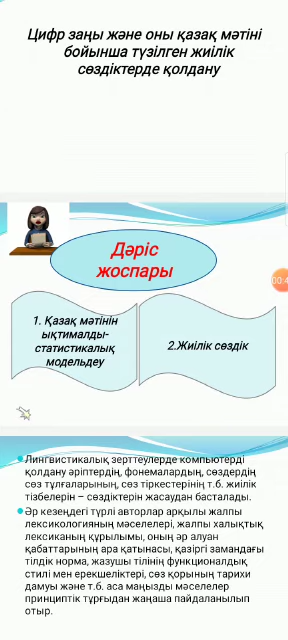 Цифр заңы және оны қазақ мәтіні
бойынша түзілген жиілік
сөздіктерде қолдану
Дәріс
жоспары
1. Қазақ мәтінін
ықтималды-
статистикалық
модельдеу
2.Жиілік сөздік
Лингвистикалық зерттеулерде компьютерді
қолдану әріптердің, фонемалардың, сөздердің
сөз тұлғаларының, сөз тіркестерінің т.б. жиілік
тізбелерін – сөздіктерін жасаудан басталады.
Әр кезеңдегі түрлі авторлар арқылы жалпы
лексикологияның мәселелері, жалпы халықтық
лексиканың құрылымы, оның әр алуан
қабаттарының ара қатынасы, қазіргі замандағы
тілдік норма, жазушы тілінің функционалдық
стилі мен ерекшеліктері, сөз қорының тарихи
дамуы және т.б. аса маңызды мәселелер
принциптік тұрғыдан жаңаша пайдаланылып
отыр.